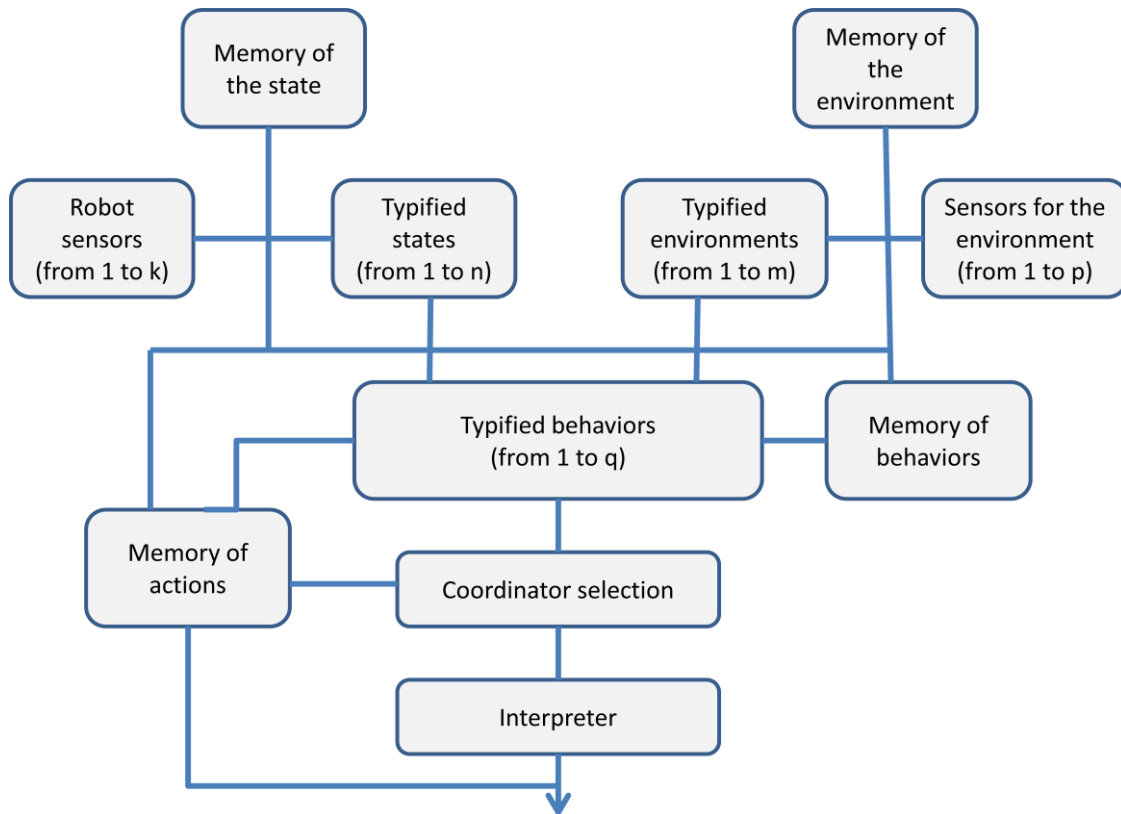 Memory of
the state
Memory of
the
environment
Robot
sensors
(from 1 to k)
Typified
states
(from 1 to n)
Typified
environments
(from 1 to m)
Sensors for the
environment
(from 1 to p)
Typified behaviors
(from 1 to q)
Memory of
behaviors
Memory of
actions
Coordinator selection
Interpreter